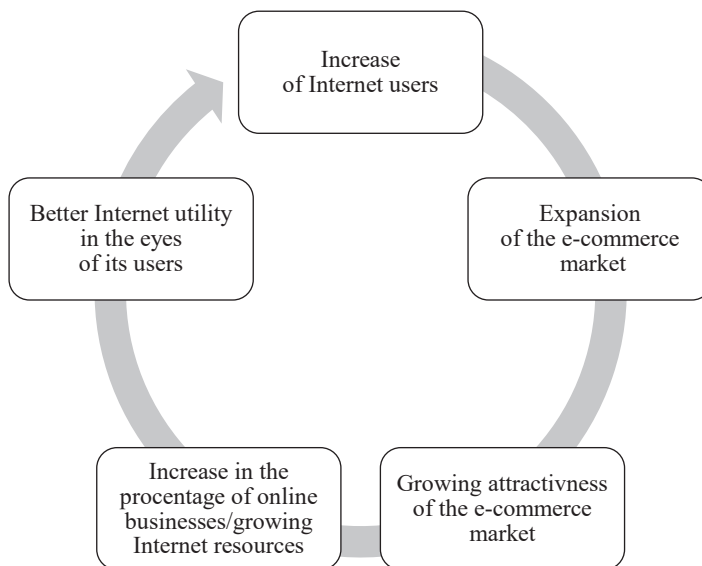 Increase
of Internet users
Expansion
of the e-commerce
market
Growing attractivness
of the e-commerce
market
Increase in the
procentage of online
businesses/growing
Internet resources
Better Internet utility
in the eyes
of its users